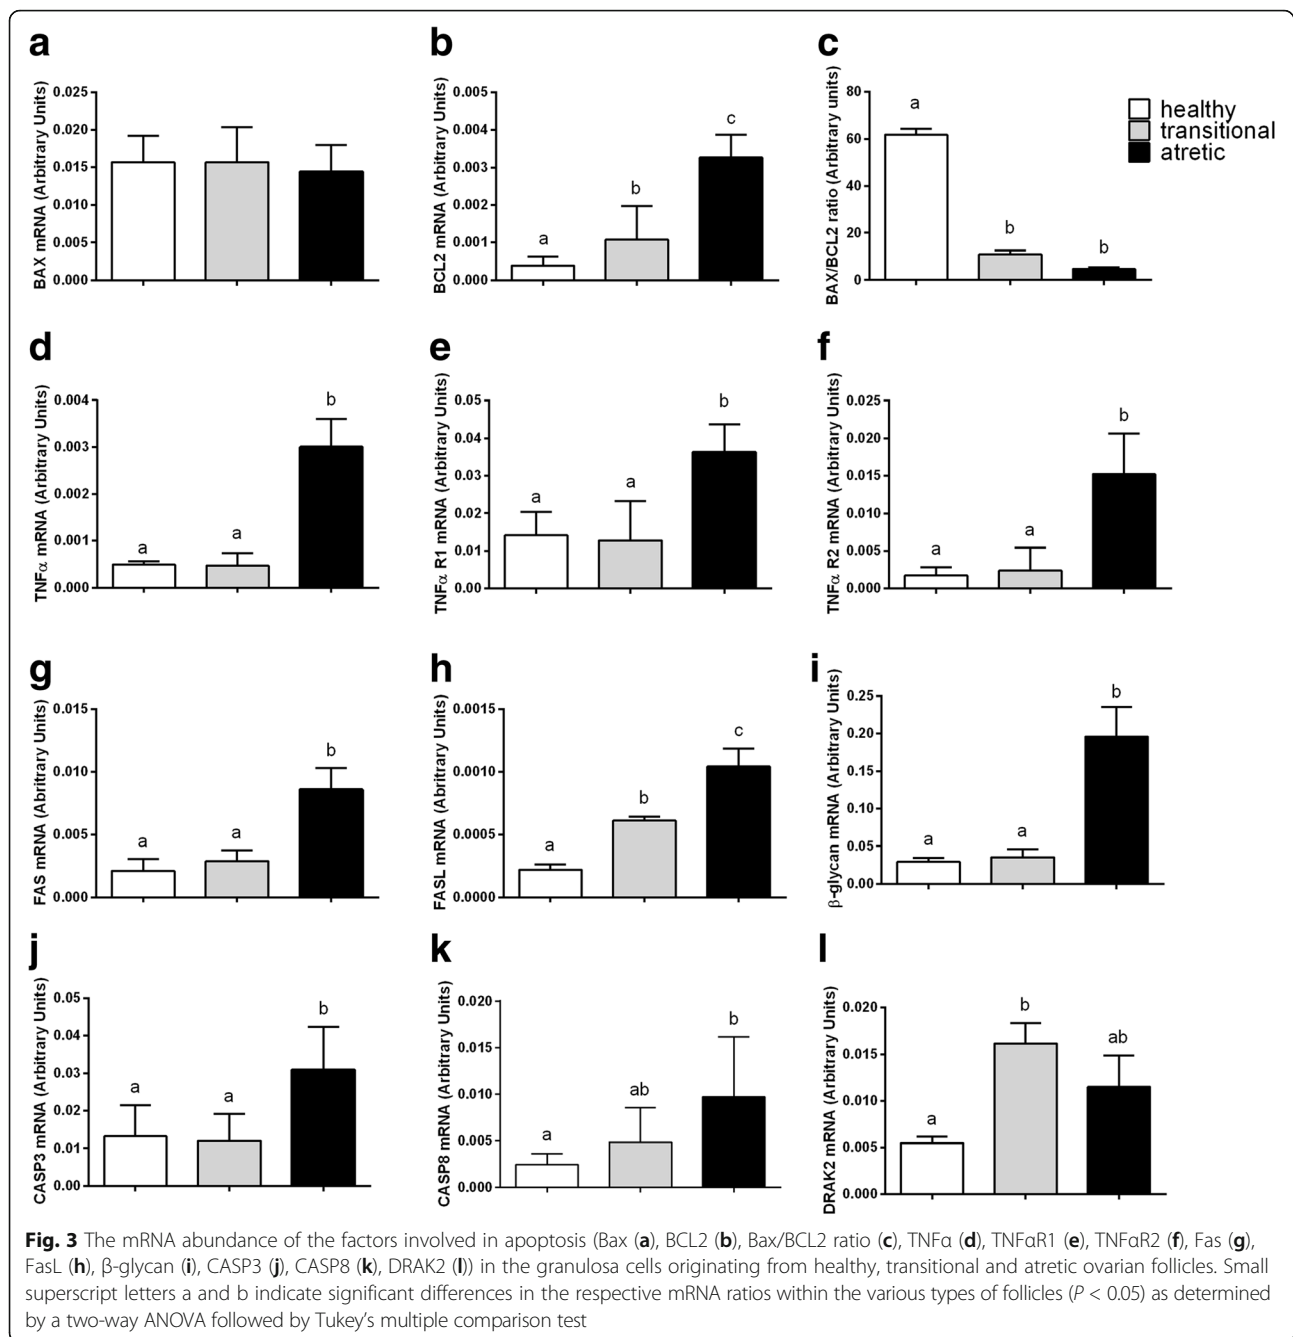 a
BAX mRNA (Arbitrary Units)
0.025
0.020
0.015
0.010
0.005
0.000
b
BCL2 mRNA (Arbitrary Units)
0.005
0.004
0.003
0.002
0.001
0.000
a
b
c
c
BAX/BCL2 ratio (Arbitrary units)
80
60
40
20
0
a
b
b
healthy
transitional
atretic
d
TNFα mRNA (Arbitrary Units)
0.004
0.003
0.002
0.001
0.000
a
a
b
e
TNFα R1 mRNA (Arbitrary Units)
0.05
0.04
0.03
0.02
0.01
0.00
a
a
b
f
TNFα R2 mRNA (Arbitrary Units)
0.025
0.020
0.015
0.010
0.005
0.000
a
a
b
g
FAS mRNA (Abritrary Units)
0.015
0.010
0.005
0.000
a
a
b
h
FASL mRNA (Arbitrary Units)
0.0015
0.0010
0.0005
0.0000
a
b
c
i
β-glycan mRNA (Arbitrary Units)
0.25
0.20
0.15
0.10
0.05
0.00
a
a
b
j
CASP3 mRNA (Arbitrary Units)
0.05
0.04
0.03
0.02
0.01
0.00
a
a
b
k
CASP8 mRNA (Arbitrary Units)
0.020
0.015
0.010
0.005
0.000
a
ab
b
l
DRAK2 mRNA (Arbitrary Units)
0.020
0.015
0.010
0.005
0.000
a
b
ab
Fig. 3 The mRNA abundance of the factors involved in apoptosis (Bax (a), BCL2 (b), Bax/BCL2 ratio (c), TNFα (d), TNFαR1 (e), TNFαR2 (f), Fas (g),
FasL (h), β-glycan (i), CASP3 (j), CASP8 (k), DRAK2 (l)) in the granulosa cells originating from healthy, transitional and atretic ovarian follicles. Small
superscript letters a and b indicate significant differences in the respective mRNA ratios within the various types of follicles (P < 0.05) as determined
by a two-way ANOVA followed by Tukey's multiple comparison test